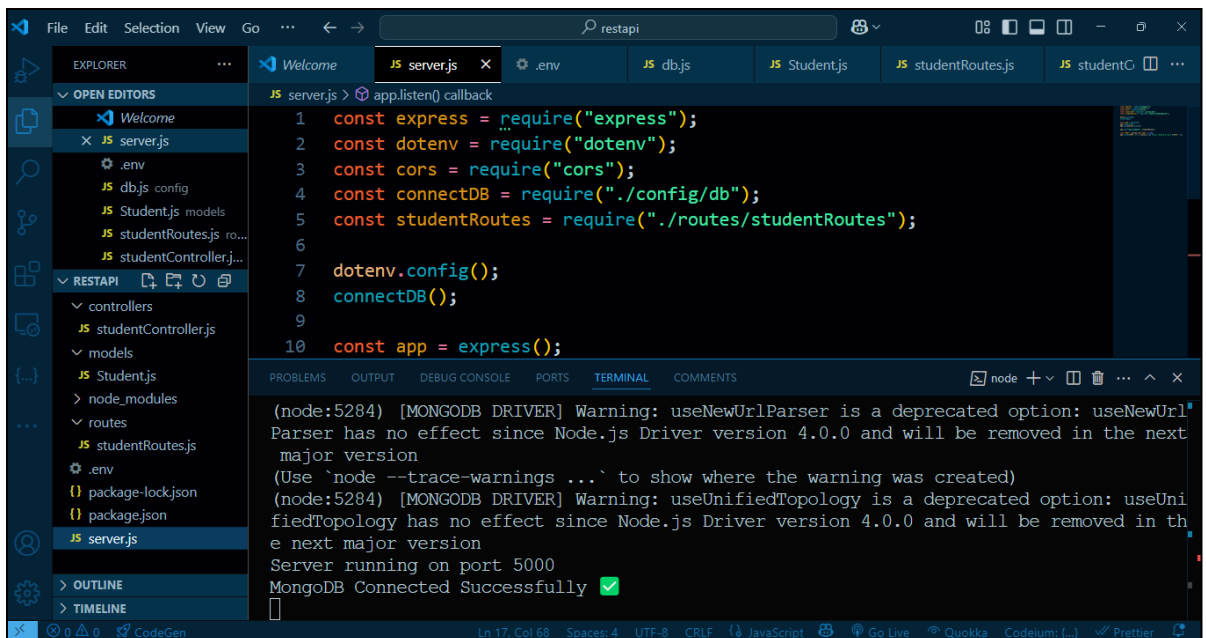 File Edit Selection View Go ··· restapi
EXPLORER ···
OPEN EDITORS
Welcome
JS server.js
.env
JS db.js config
JS Student.js models
JS studentRoutes.js ro...
JS studentController.j...
RESTAPI
controllers
JS studentController.js
models
JS Student.js
node_modules
routes
JS studentRoutes.js
.env
{} package-lock.json
{} package.json
JS server.js
OUTLINE
TIMELINE
Welcome JS server.js .env JS db.js JS Student.js JS studentRoutes.js JS studentC ···
JS server.js > app.listen() callback
1 const express = require("express");
2 const dotenv = require("dotenv");
3 const cors = require("cors");
4 const connectDB = require("./config/db");
5 const studentRoutes = require("./routes/studentRoutes");
6
7 dotenv.config();
8 connectDB();
9
10 const app = express();
PROBLEMS OUTPUT DEBUG CONSOLE PORTS TERMINAL COMMENTS node
(node:5284) [MONGODB DRIVER] Warning: useNewUrlParser is a deprecated option: useNewUrl
Parser has no effect since Node.js Driver version 4.0.0 and will be removed in the next
major version
(Use `node --trace-warnings ...` to show where the warning was created)
(node:5284) [MONGODB DRIVER] Warning: useUnifiedTopology is a deprecated option: useUni
fiedTopology has no effect since Node.js Driver version 4.0.0 and will be removed in th
e next major version
Server running on port 5000
MongoDB Connected Successfully ✅
0 0 CodeGen Ln 17, Col 68 Spaces: 4 UTF-8 CRLF {} JavaScript Go Live Quokka Codeium: {...} Prettier